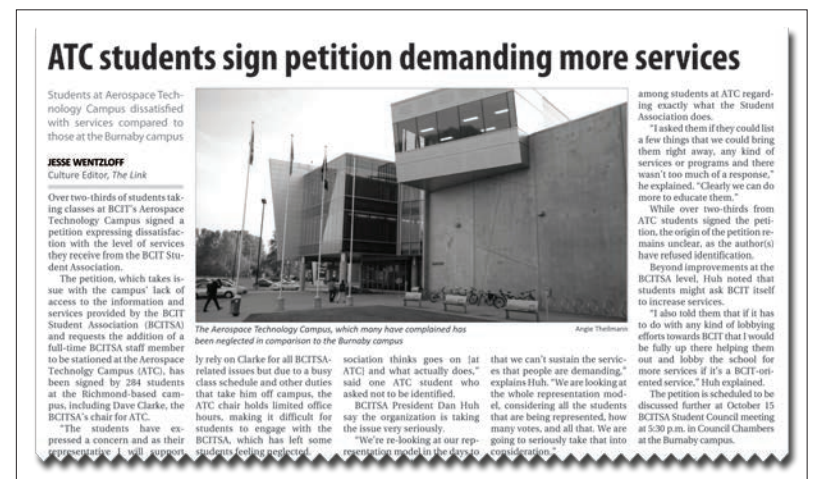 ATC students sign petition demanding more services
Students at Aerospace Tech-
nology Campus dissatisfied
with services compared to
those at the Burnaby campus
JESSE WENTZLOFF
Culture Editor, The Link
Over two-thirds of students tak-
ing classes at BCIT's Aerospace
Technology Campus signed a
petition expressing dissatisfac-
tion with the level of services
they receive from the BCIT Stu-
dent Association.
The petition, which takes is-
sue with the campus' lack of
access to the information and
services provided by the BCIT
Student Association (BCITSA)
and requests the addition of a
full-time BCITSA staff member
to be stationed at the Aerospace
Technolgy Campus (ATC), has
been signed by 284 students
at the Richmond-based cam-
pus, including Dave Clarke, the
BCITSA's chair for ATC.
"The students have ex-
pressed a concern and as their
representative I will support
The Aerospace Technology Campus, which many have complained has
been neglected in comparison to the Burnaby campus
Angie Theilmann
ly rely on Clarke for all BCITSA-
related issues but due to a busy
class schedule and other duties
that take him off campus, the
ATC chair holds limited office
hours, making it difficult for
students to engage with the
BCITSA, which has left some
students feeling neglected.
sociation thinks goes on [at
ATC] and what actually does,"
said one ATC student who
asked not to be identified.
BCITSA President Dan Huh
say the organization is taking
the issue very seriously.
"We're re-looking at our rep-
resentation model in the days to
that we can't sustain the servic-
es that people are demanding,"
explains Huh. "We are looking at
the whole representation mod-
el, considering all the students
that are being represented, how
many votes, and all that. We are
going to seriously take that into
consideration."
among students at ATC regard-
ing exactly what the Student
Association does.
"I asked them if they could list
a few things that we could bring
them right away, any kind of
services or programs and there
wasn't too much of a response,"
he explained. "Clearly we can do
more to educate them."
While over two-thirds from
ATC students signed the peti-
tion, the origin of the petition re-
mains unclear, as the author(s)
have refused identification.
Beyond improvements at the
BCITSA level, Huh noted that
students might ask BCIT itself
to increase services.
"I also told them that if it has
to do with any kind of lobbying
efforts towards BCIT that I would
be fully up there helping them
out and lobby the school for
more services if it's a BCIT-ori-
ented service," Huh explained.
The petition is scheduled to be
discussed further at October 15
BCITSA Student Council meeting
at 5:30 p.m. in Council Chambers
at the Burnaby campus.